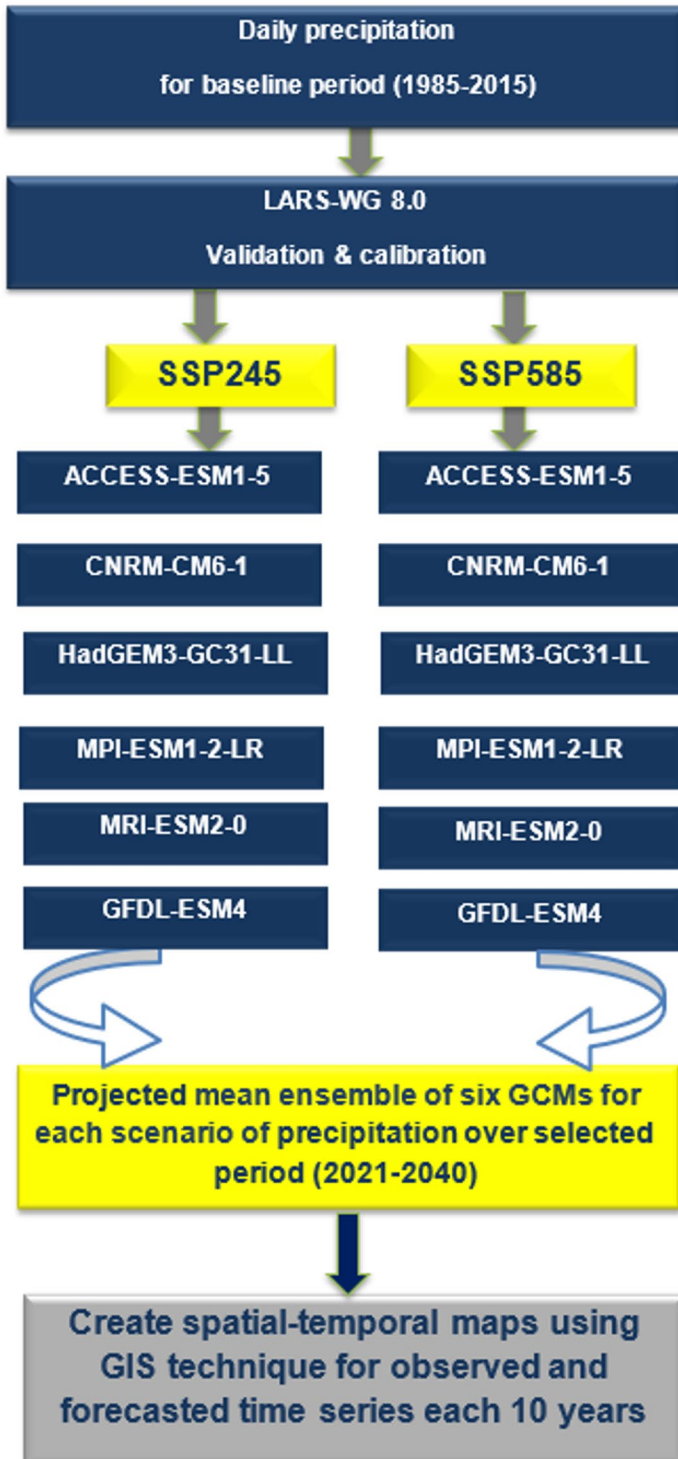 Daily precipitation
for baseline period (1985-2015)
LARS-WG 8.0
Validation & calibration
SSP245
SSP585
ACCESS-ESM1-5
CNRM-CM6-1
HadGEM3-GC31-LL
MPI-ESM1-2-LR
MRI-ESM2-0
GFDL-ESM4
ACCESS-ESM1-5
CNRM-CM6-1
HadGEM3-GC31-LL
MPI-ESM1-2-LR
MRI-ESM2-0
GFDL-ESM4
Projected mean ensemble of six GCMs for
each scenario of precipitation over selected
period (2021-2040)
Create spatial-temporal maps using
GIS technique for observed and
forecasted time series each 10 years